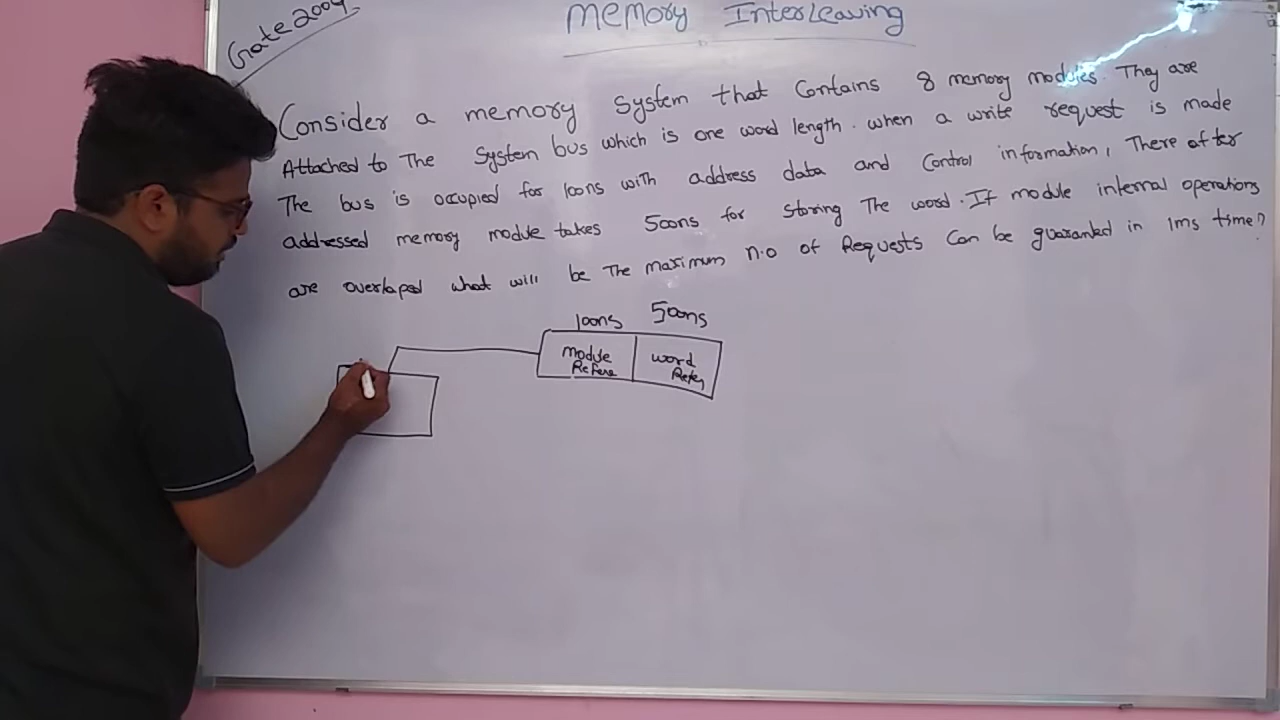 Gate 2009
Memory Interleaving
Consider a memory System that Contains 8 memory modules. They are
Attached to The System bus which is one word length. when a write request is made
The bus is occupied for 100ns with address data and Control information, There after
addressed memory module takes 500ns for storing The word. If module internal operations
are overlaped what will be The maximum n.o of Requests Can be guaranted in 1ms time?
100ns 500ns
module word
Refere Refer